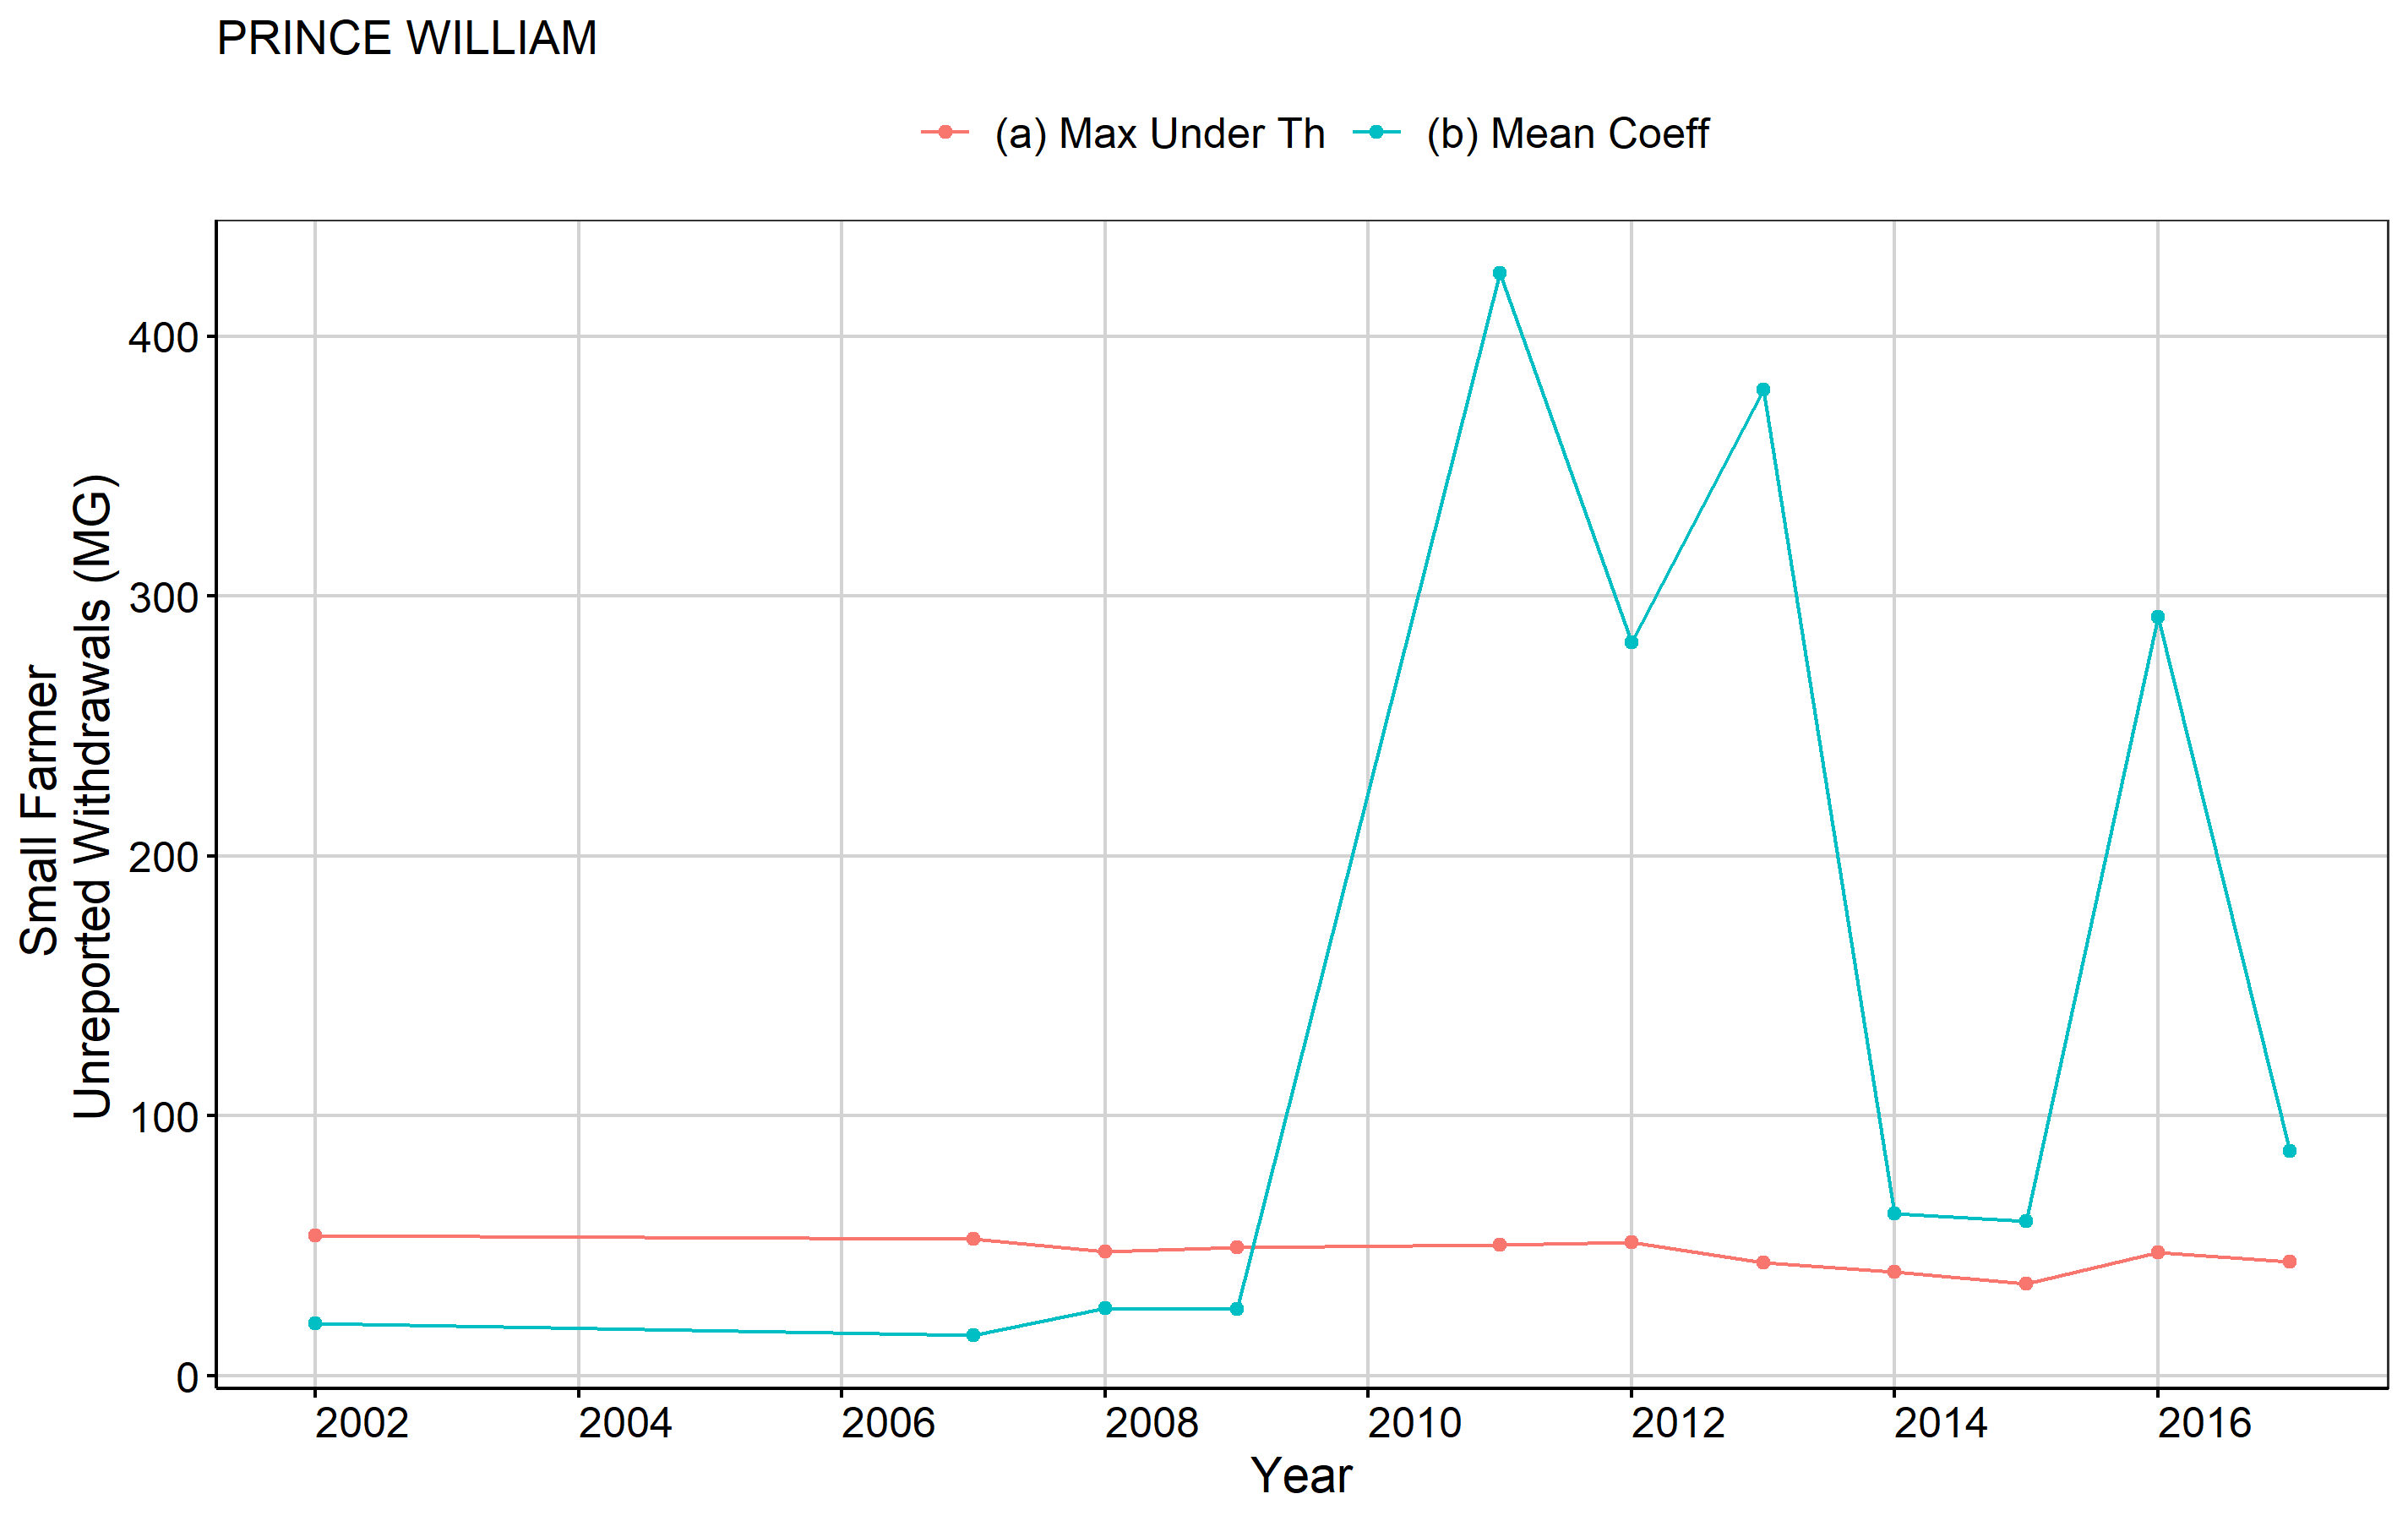 PRINCE WILLIAM
(a) Max Under Th (b) Mean Coeff
Small Farmer
Unreported Withdrawals (MG)
400
300
200
100
0
2002 2004 2006 2008 2010 2012 2014 2016
Year